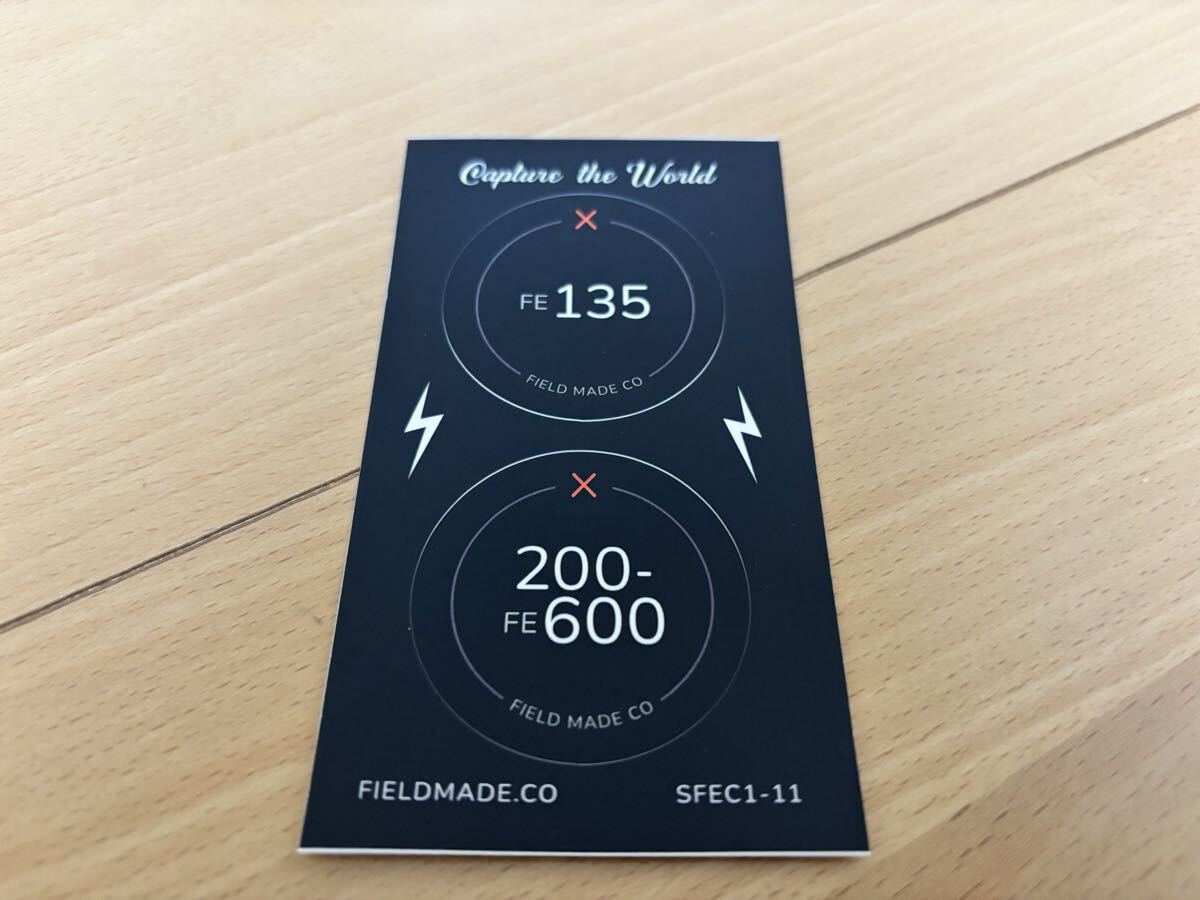 Capture the World
FE 135
FIELD MADE CO
200-
FE 600
FIELD MADE CO
FIELDMADE.CO
SFEC1-11